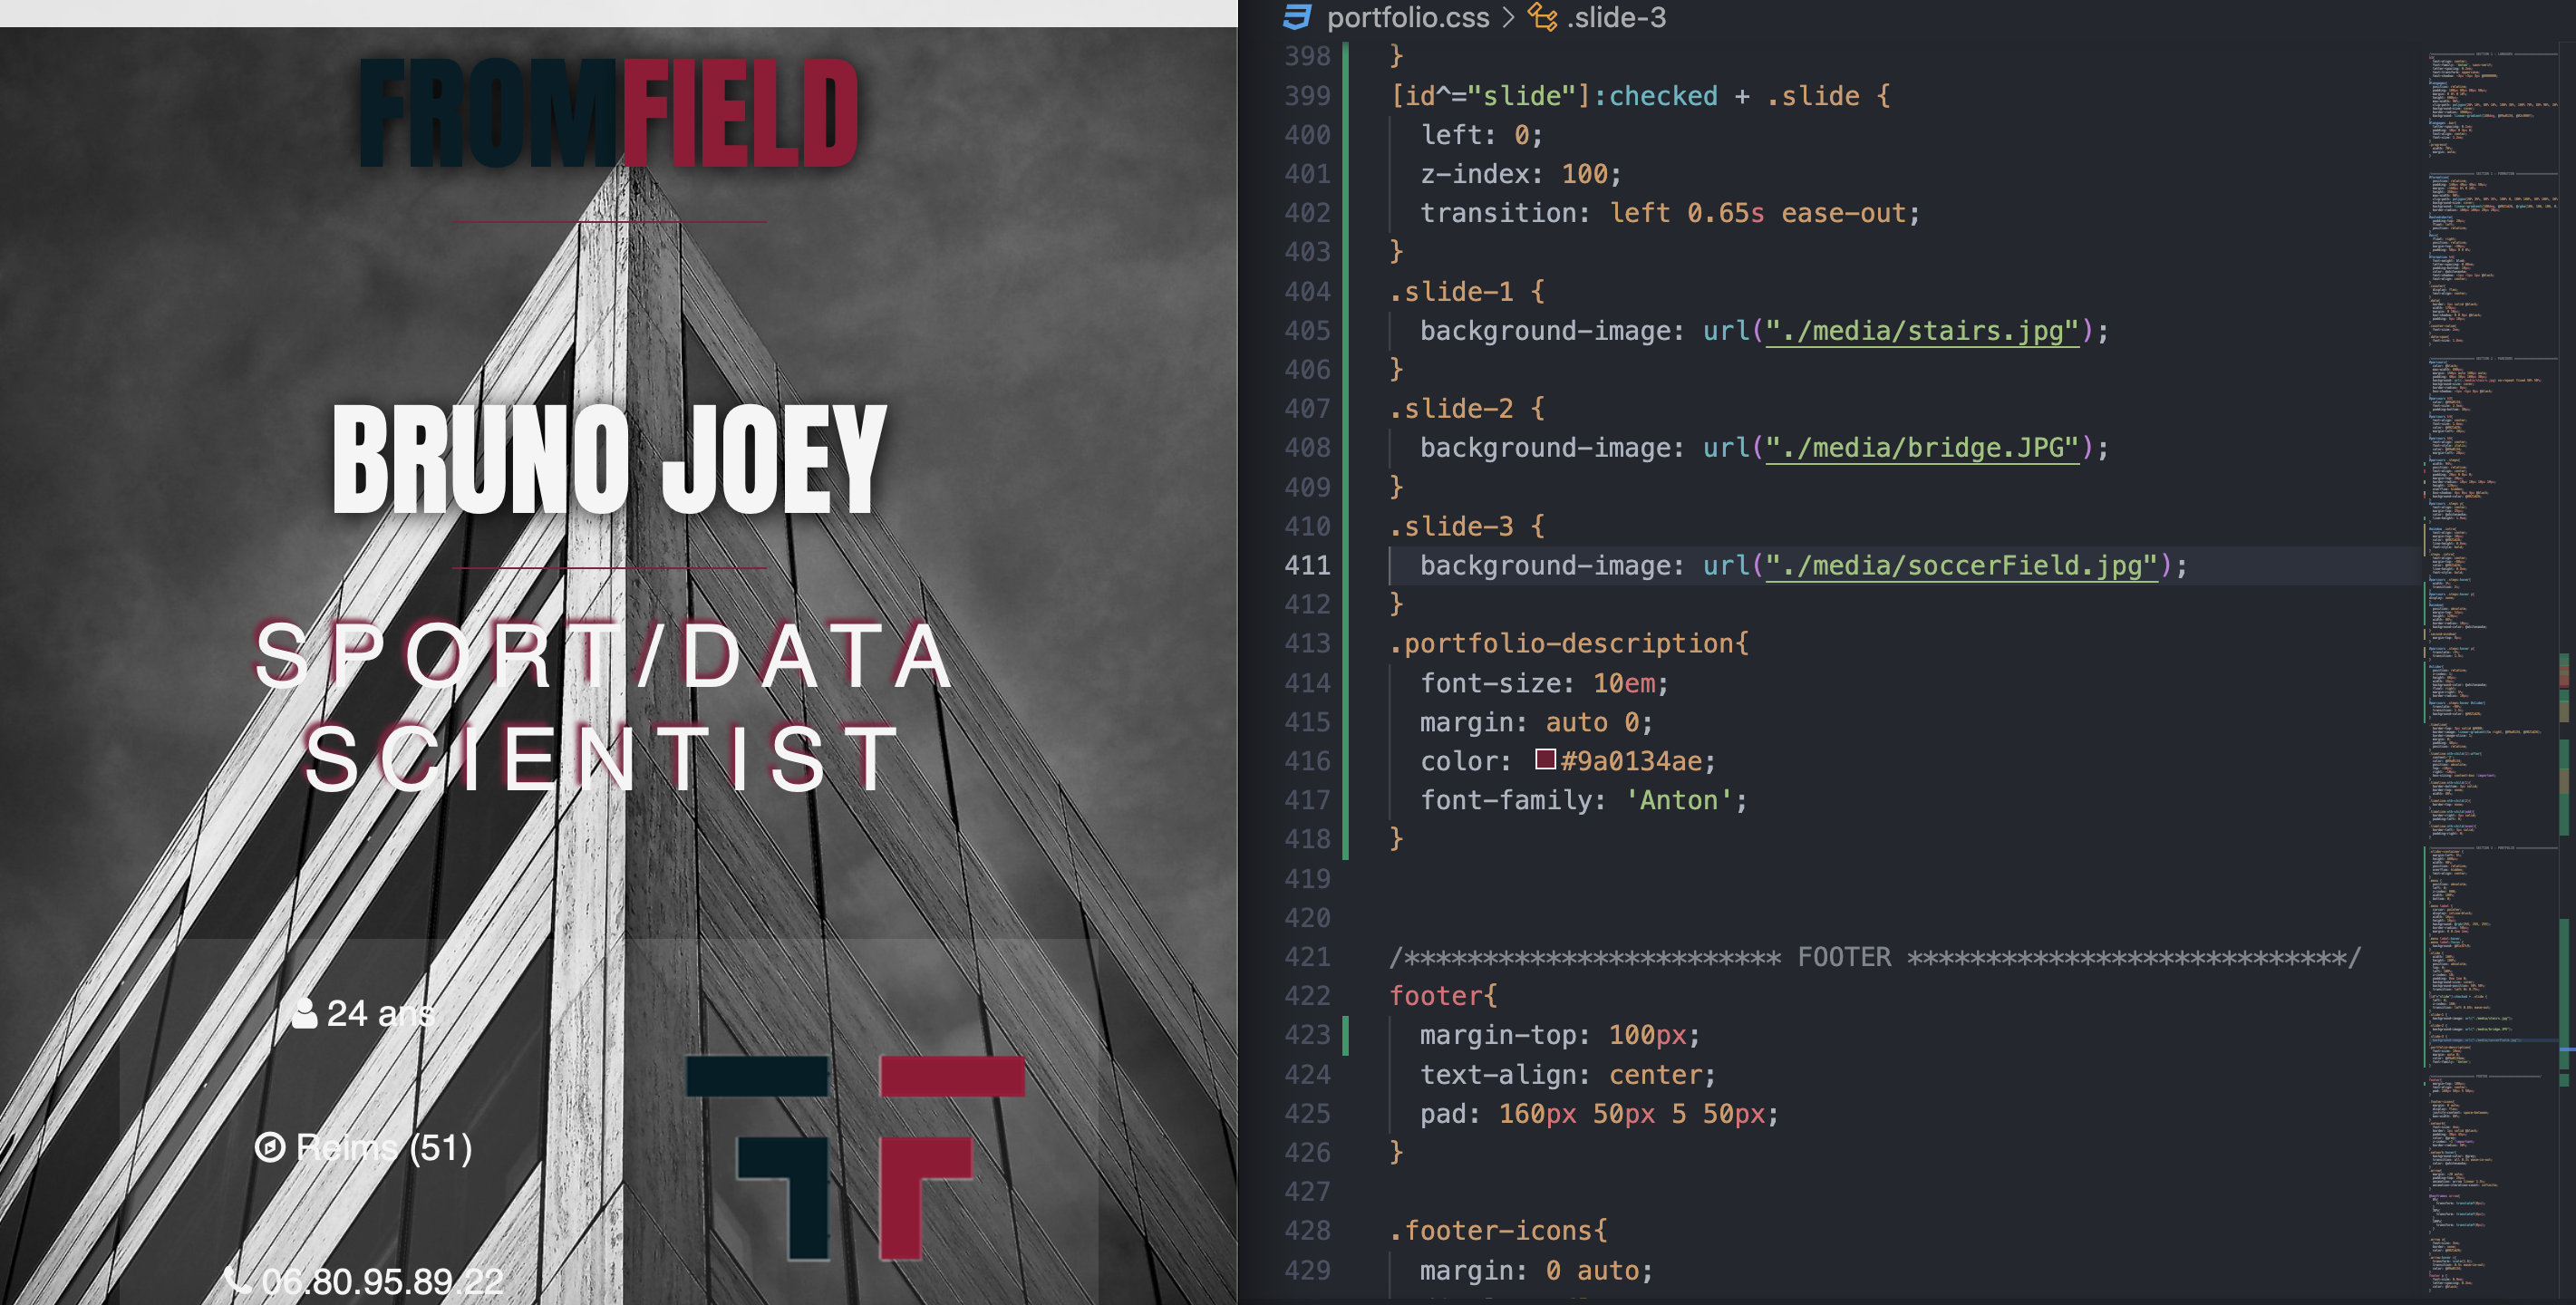 FROMFIELD
BRUNO JOEY
SPORT/DATA
SCIENTIST
24 ans
Reims (51)
06.80.95.89.22
portfolio.css > .slide-3
398 }
399 [id^="slide"]:checked + .slide {
400 left: 0;
401 z-index: 100;
402 transition: left 0.65s ease-out;
403 }
404 .slide-1 {
405 background-image: url("./media/stairs.jpg");
406 }
407 .slide-2 {
408 background-image: url("./media/bridge.JPG");
409 }
410 .slide-3 {
411 background-image: url("./media/soccerField.jpg");
412 }
413 .portfolio-description{
414 font-size: 10em;
415 margin: auto 0;
416 color: #9a0134ae;
417 font-family: 'Anton';
418 }
419
420
421 /************************ FOOTER ****************************/
422 footer{
423 margin-top: 100px;
424 text-align: center;
425 pad: 160px 50px 5 50px;
426 }
427
428 .footer-icons{
429 margin: 0 auto;